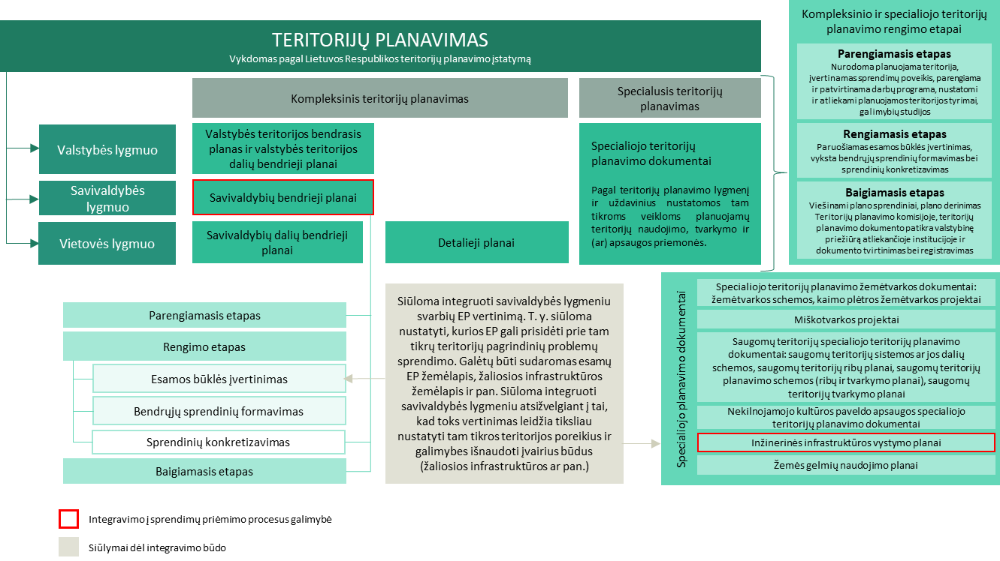 TERITORIJŲ PLANAVIMAS
Vykdomas pagal Lietuvos Respublikos teritorijų planavimo įstatymą
Kompleksinis teritorijų planavimas
Specialusis teritorijų
planavimas
Valstybės lygmuo
Valstybės teritorijos bendrasis
planas ir valstybės teritorijos
dalių bendrieji planai
Savivaldybės
lygmuo
Savivaldybių bendrieji planai
Vietovės lygmuo
Savivaldybių dalių bendrieji
planai
Detalieji planai
Specialiojo teritorijų
planavimo dokumentai
Pagal teritorijų planavimo lygmenį
ir uždavinius nustatomos tam
tikroms veikloms planuojamų
teritorijų naudojimo, tvarkymo ir
(ar) apsaugos priemonės.
Kompleksinio ir specialiojo teritorijų
planavimo rengimo etapai
Parengiamasis etapas
Nurodoma planuojama teritorija,
įvertinamas sprendimų poveikis, parengiama
ir patvirtinama darbų programa, nustatomi
ir atliekami planuojamos teritorijos tyrimai,
galimybių studijos
Rengiamasis etapas
Paruošiamas esamos būklės įvertinimas,
vyksta bendrųjų sprendinių formavimas bei
sprendinių konkretizavimas
Baigiamasis etapas
Viešinami plano sprendiniai, plano derinimas
Teritorijų planavimo komisijoje, teritorijų
planavimo dokumento patikra valstybinę
priežiūrą atliekančioje institucijoje ir
dokumento tvirtinimas bei registravimas
Parengiamasis etapas
Rengimo etapas
Esamos būklės įvertinimas
Bendrųjų sprendinių formavimas
Sprendinių konkretizavimas
Baigiamasis etapas
Siūloma integruoti savivaldybės lygmeniu
svarbių EP vertinimą. T. y. siūloma
nustatyti, kurios EP gali prisidėti prie tam
tikrų teritorijų pagrindinių problemų
sprendimo. Galėtų būti sudaromas esamų
EP žemėlapis, žaliosios infrastruktūros
žemėlapis ir pan. Siūloma integruoti
savivaldybės lygmeniu atsižvelgiant į tai,
kad toks vertinimas leidžia tiksliau
nustatyti tam tikros teritorijos poreikius ir
galimybes išnaudoti įvairius būdus
(žaliosios infrastruktūros ar pan.)
Specialiojo planavimo dokumentai
Specialiojo teritorijų planavimo žemėtvarkos dokumentai:
žemėtvarkos schemos, kaimo plėtros žemėtvarkos projektai
Miškotvarkos projektai
Saugomų teritorijų specialiojo teritorijų planavimo
dokumentai: saugomų teritorijų sistemos ar jos dalių
schemos, saugomų teritorijų ribų planai, saugomų teritorijų
planavimo schemos (ribų ir tvarkymo planai), saugomų
teritorijų tvarkymo planai
Nekilnojamojo kultūros paveldo apsaugos specialiojo
teritorijų planavimo dokumentai
Inžinerinės infrastruktūros vystymo planai
Žemės gelmių naudojimo planai
Integravimo į sprendimų priėmimo procesus galimybė
Siūlymai dėl integravimo būdo